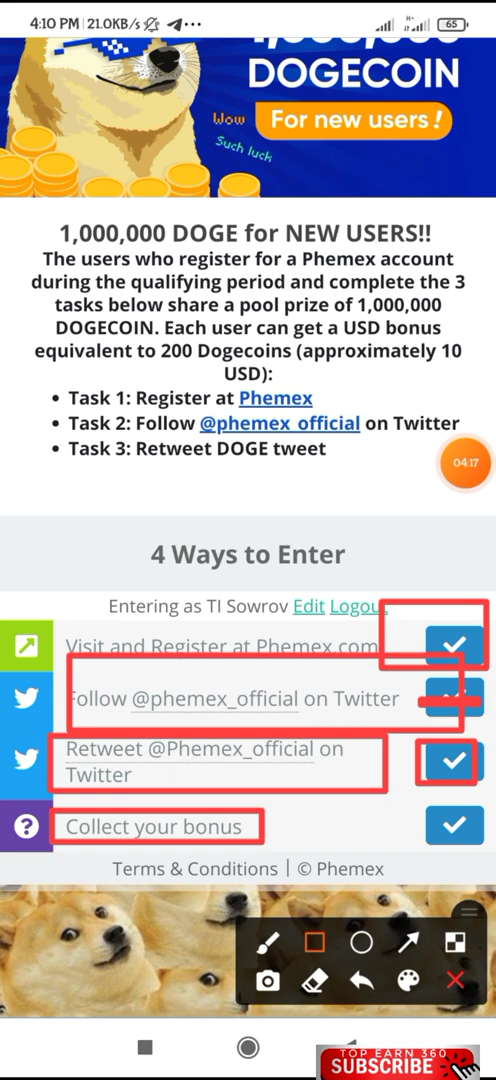 4:10 PM | 21.0KB/s
H+
65
1,000,000
DOGECOIN
Wow
For new users !
Such luck
1,000,000 DOGE for NEW USERS!!
The users who register for a Phemex account
during the qualifying period and complete the 3
tasks below share a pool prize of 1,000,000
DOGECOIN. Each user can get a USD bonus
equivalent to 200 Dogecoins (approximately 10
USD):
• Task 1: Register at Phemex
• Task 2: Follow @phemex_official on Twitter
• Task 3: Retweet DOGE tweet
04:17
4 Ways to Enter
Entering as TI Sowrov Edit Logout
Visit and Register at Phemex.com
Follow @phemex_official on Twitter
Retweet @Phemex_official on
Twitter
Collect your bonus
Terms & Conditions | © Phemex
TOP EARN 360
SUBSCRIBE